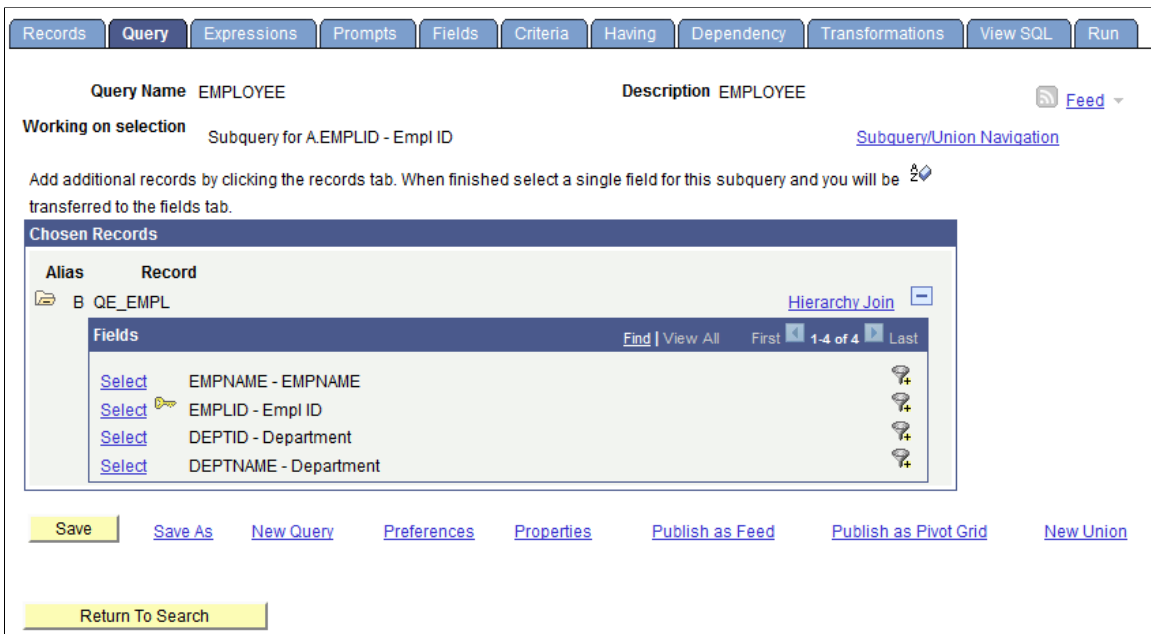 Records Query Expressions Prompts Fields Criteria Having Dependency Transformations View SQL Run
Query Name EMPLOYEE Description EMPLOYEE Feed
Working on selection Subquery for A.EMPLID - Empl ID Subquery/Union Navigation
Add additional records by clicking the records tab. When finished select a single field for this subquery and you will be
transferred to the fields tab.
Chosen Records
Alias Record
B QE_EMPL Hierarchy Join
Fields Find | View All First 1-4 of 4 Last
Select EMPNAME - EMPNAME
Select EMPLID - Empl ID
Select DEPTID - Department
Select DEPTNAME - Department
Save Save As New Query Preferences Properties Publish as Feed Publish as Pivot Grid New Union
Return To Search